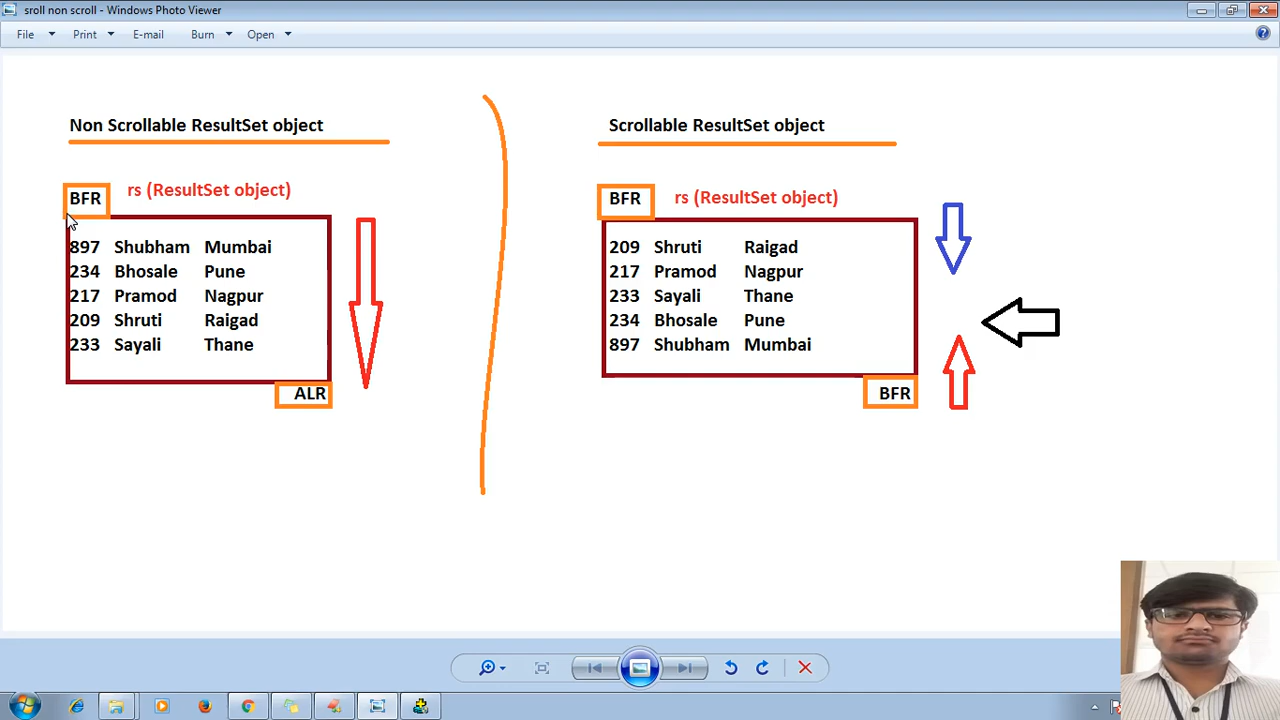 sroll non scroll - Windows Photo Viewer
File Print E-mail Burn Open
Non Scrollable ResultSet object
BFR rs (ResultSet object)
897 Shubham Mumbai
234 Bhosale Pune
217 Pramod Nagpur
209 Shruti Raigad
233 Sayali Thane
ALR
Scrollable ResultSet object
BFR rs (ResultSet object)
209 Shruti Raigad
217 Pramod Nagpur
233 Sayali Thane
234 Bhosale Pune
897 Shubham Mumbai
BFR